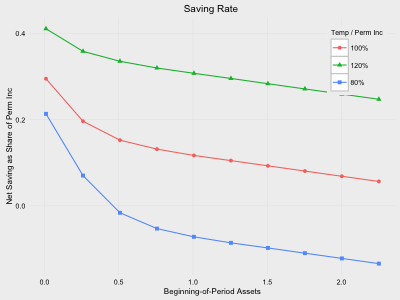 Saving Rate
Temp / Perm Inc
100%
120%
80%
Net Saving as Share of Perm Inc
0.4
0.2
0.0
0.0
0.5
1.0
1.5
2.0
Beginning-of-Period Assets